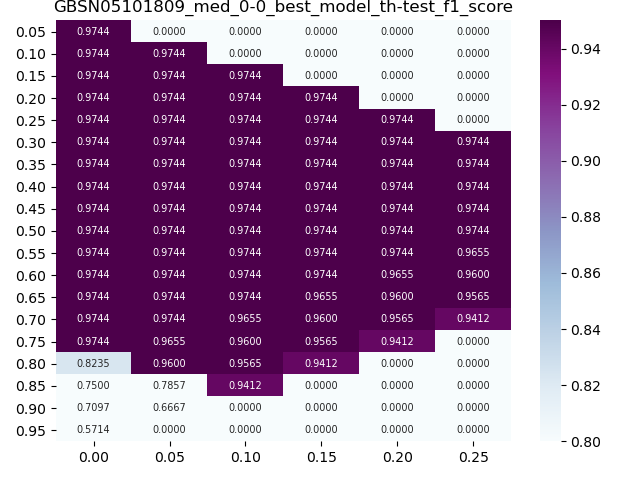 GBSN05101809_med_0-0_best_model_th-test_f1_score
0.05 0.9744 0.0000 0.0000 0.0000 0.0000 0.0000
0.10 0.9744 0.9744 0.0000 0.0000 0.0000 0.0000
0.15 0.9744 0.9744 0.9744 0.0000 0.0000 0.0000
0.20 0.9744 0.9744 0.9744 0.9744 0.0000 0.0000
0.25 0.9744 0.9744 0.9744 0.9744 0.9744 0.0000
0.30 0.9744 0.9744 0.9744 0.9744 0.9744 0.9744
0.35 0.9744 0.9744 0.9744 0.9744 0.9744 0.9744
0.40 0.9744 0.9744 0.9744 0.9744 0.9744 0.9744
0.45 0.9744 0.9744 0.9744 0.9744 0.9744 0.9744
0.50 0.9744 0.9744 0.9744 0.9744 0.9744 0.9744
0.55 0.9744 0.9744 0.9744 0.9744 0.9744 0.9655
0.60 0.9744 0.9744 0.9744 0.9744 0.9655 0.9600
0.65 0.9744 0.9744 0.9744 0.9655 0.9600 0.9565
0.70 0.9744 0.9744 0.9655 0.9600 0.9565 0.9412
0.75 0.9744 0.9655 0.9600 0.9565 0.9412 0.0000
0.80 0.8235 0.9600 0.9565 0.9412 0.0000 0.0000
0.85 0.7500 0.7857 0.9412 0.0000 0.0000 0.0000
0.90 0.7097 0.6667 0.0000 0.0000 0.0000 0.0000
0.95 0.5714 0.0000 0.0000 0.0000 0.0000 0.0000
0.00 0.05 0.10 0.15 0.20 0.25
0.94
0.92
0.90
0.88
0.86
0.84
0.82
0.80